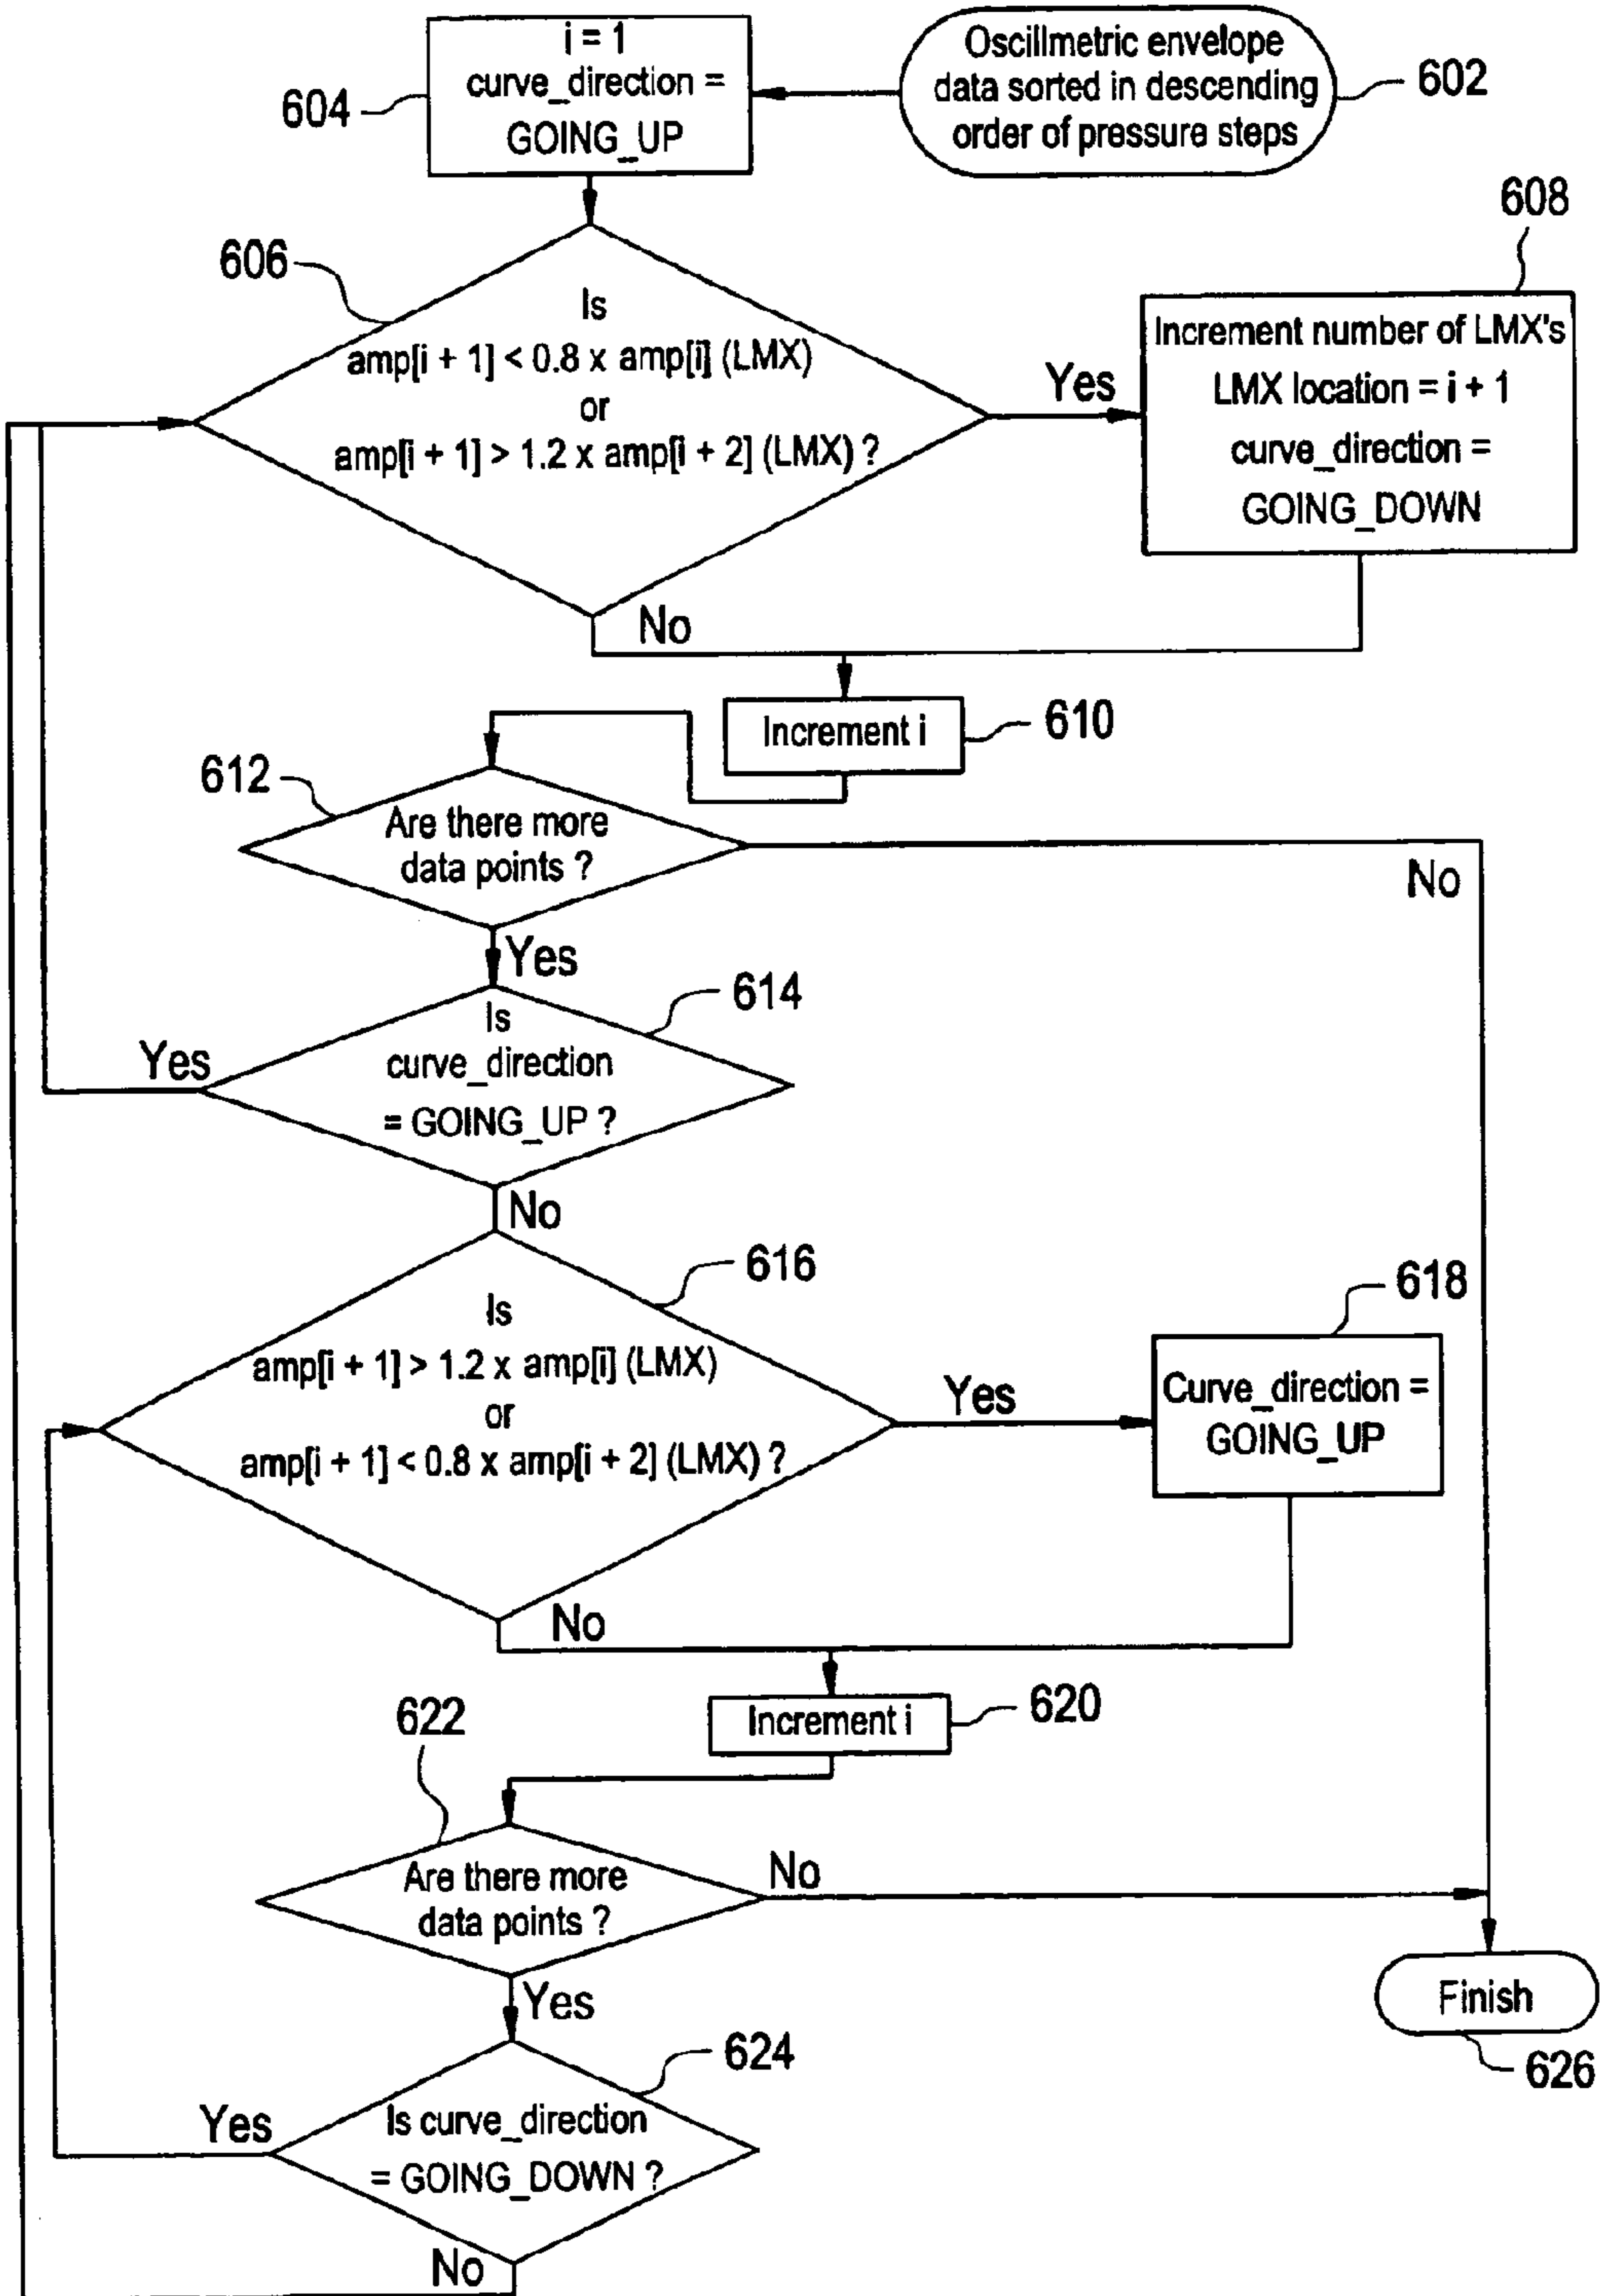 i = 1
curve_direction =
GOING_UP
604
Oscillmetric envelope
data sorted in descending
order of pressure steps
602
606
Is
amp[i + 1] < 0.8 x amp[i] (LMX)
or
amp[i + 1] > 1.2 x amp[i + 2] (LMX) ?
Yes
608
Increment number of LMX's
LMX location = i + 1
curve_direction =
GOING_DOWN
No
Increment i
610
612
Are there more
data points ?
No
Yes
614
Is
curve_direction
= GOING_UP ?
Yes
No
616
Is
amp[i + 1] > 1.2 x amp[i] (LMX)
or
amp[i + 1] < 0.8 x amp[i + 2] (LMX) ?
Yes
618
Curve_direction =
GOING_UP
No
Increment i
620
622
Are there more
data points ?
No
Yes
Finish
626
624
Is curve_direction
= GOING_DOWN ?
Yes
No